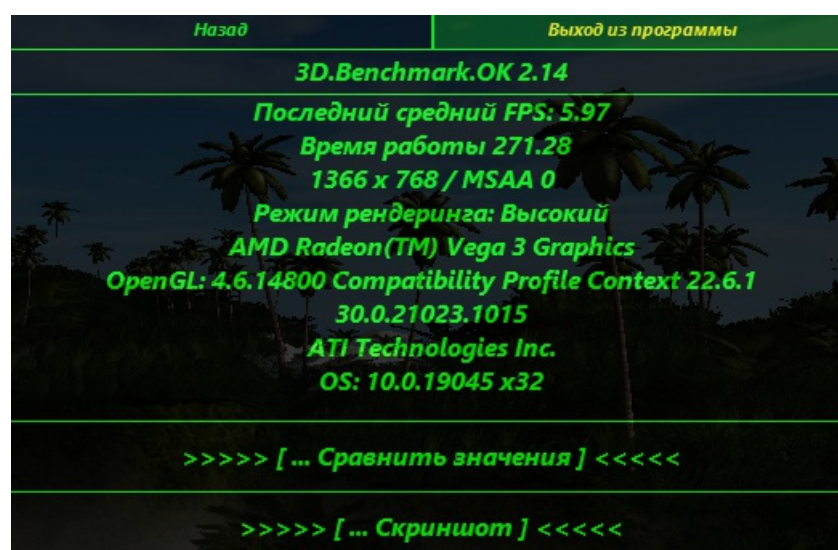 Назад
Выход из программы
3D.Benchmark.OK 2.14
Последний средний FPS: 5.97
Время работы 271.28
1366 x 768 / MSAA 0
Режим рендеринга: Высокий
AMD Radeon(TM) Vega 3 Graphics
OpenGL: 4.6.14800 Compatibility Profile Context 22.6.1
30.0.21023.1015
ATI Technologies Inc.
OS: 10.0.19045 x32
>>>>> [ ... Сравнить значения ] <<<<<
>>>>> [ ... Скриншот ] <<<<<